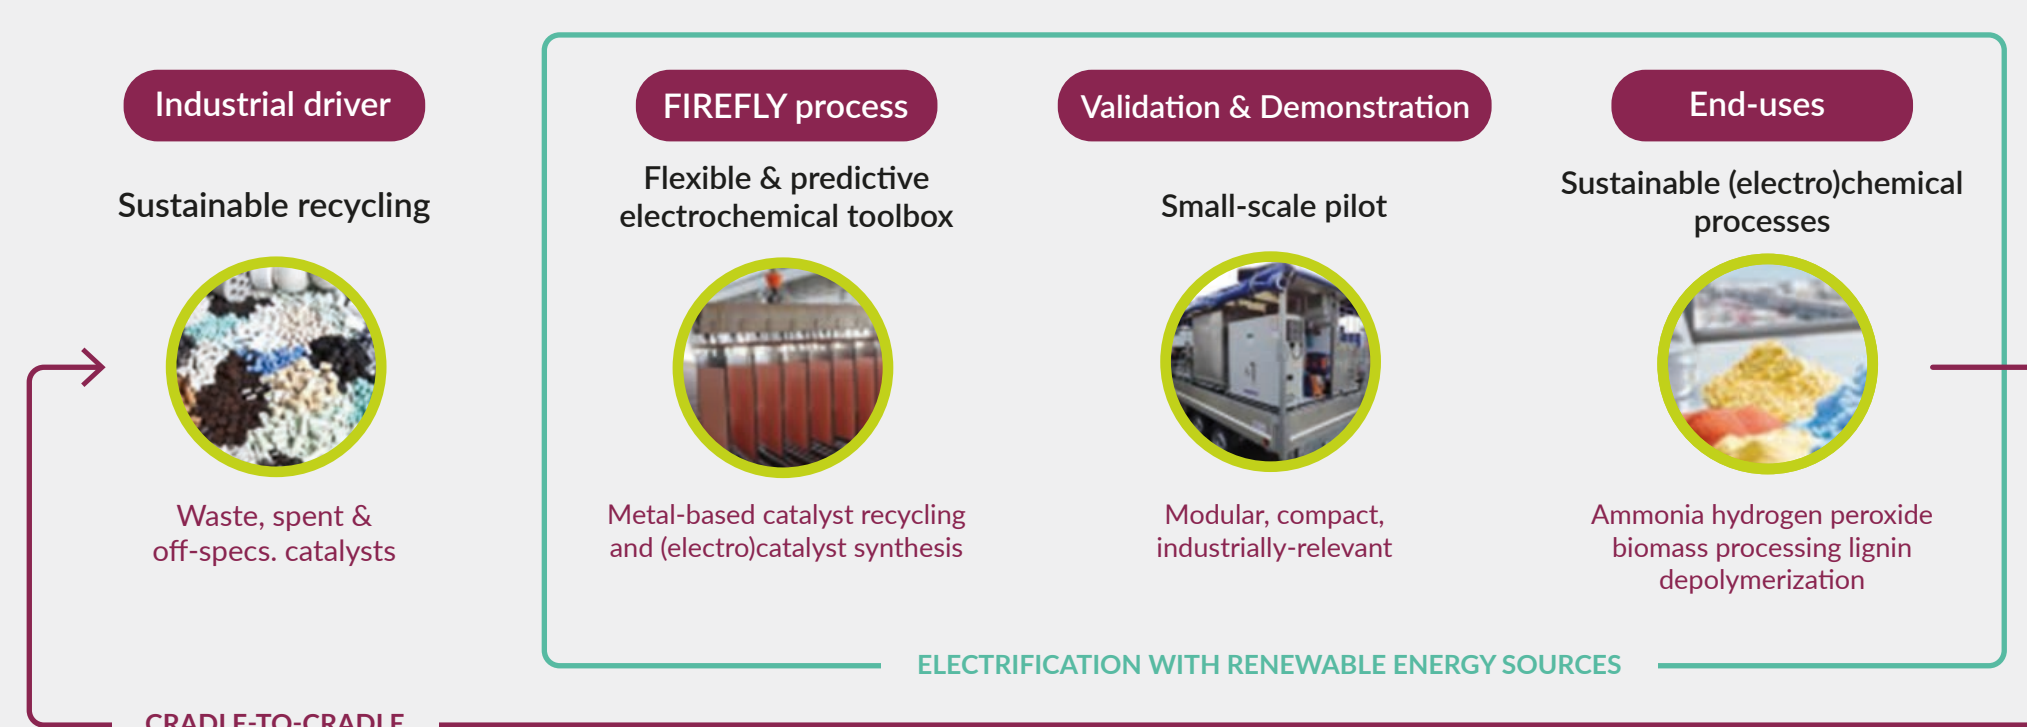 Industrial driver
Sustainable recycling
Waste, spent &
off-specs. catalysts
FIREFLY process
Flexible & predictive
electrochemical toolbox
Metal-based catalyst recycling
and (electro)catalyst synthesis
Validation & Demonstration
Small-scale pilot
Modular, compact,
industrially-relevant
End-uses
Sustainable (electro)chemical
processes
Ammonia hydrogen peroxide
biomass processing lignin
depolymerization
ELECTRIFICATION WITH RENEWABLE ENERGY SOURCES
CRADLE-TO-CRADLE